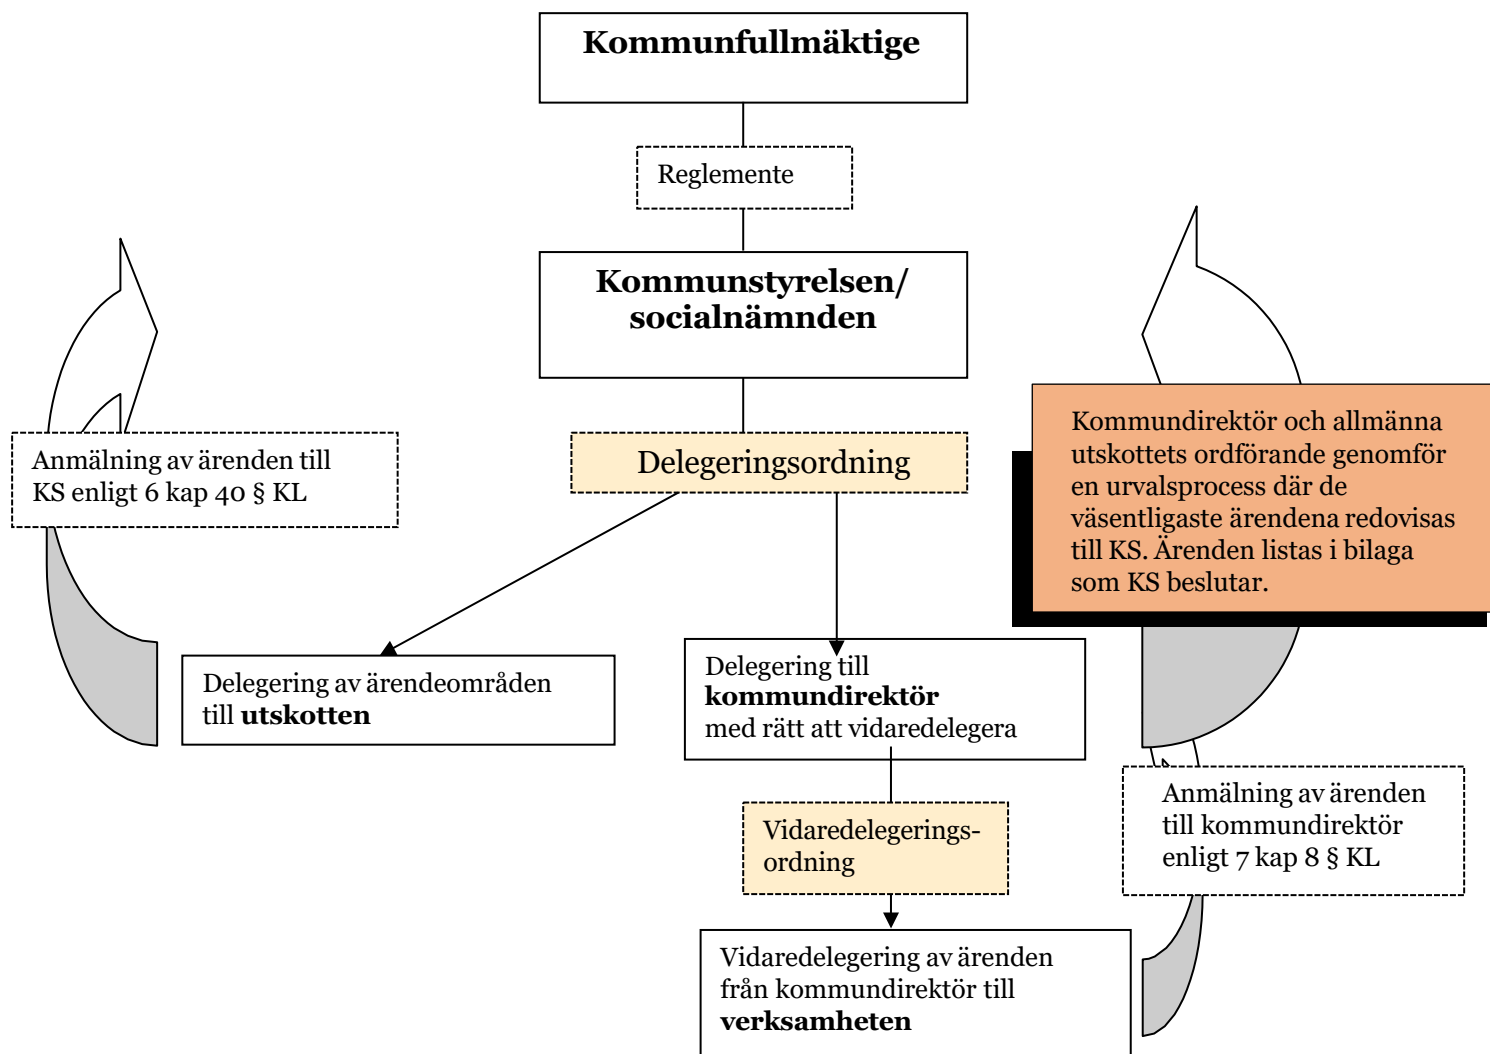 Kommunfullmäktige
Reglemente
Kommunstyrelsen/
socialnämnden
Delegeringsordning
Anmälning av ärenden till
KS enligt 6 kap 40 § KL
Kommundirektör och allmänna
utskottets ordförande genomför
en urvalsprocess där de
väsentligaste ärendena redovisas
till KS. Ärenden listas i bilaga
som KS beslutar.
Delegering av ärendeområden
till utskotten
Delegering till
kommundirektör
med rätt att vidaredelegera
Vidaredelegerings-
ordning
Anmälning av ärenden
till kommundirektör
enligt 7 kap 8 § KL
Vidaredelegering av ärenden
från kommundirektör till
verksamheten